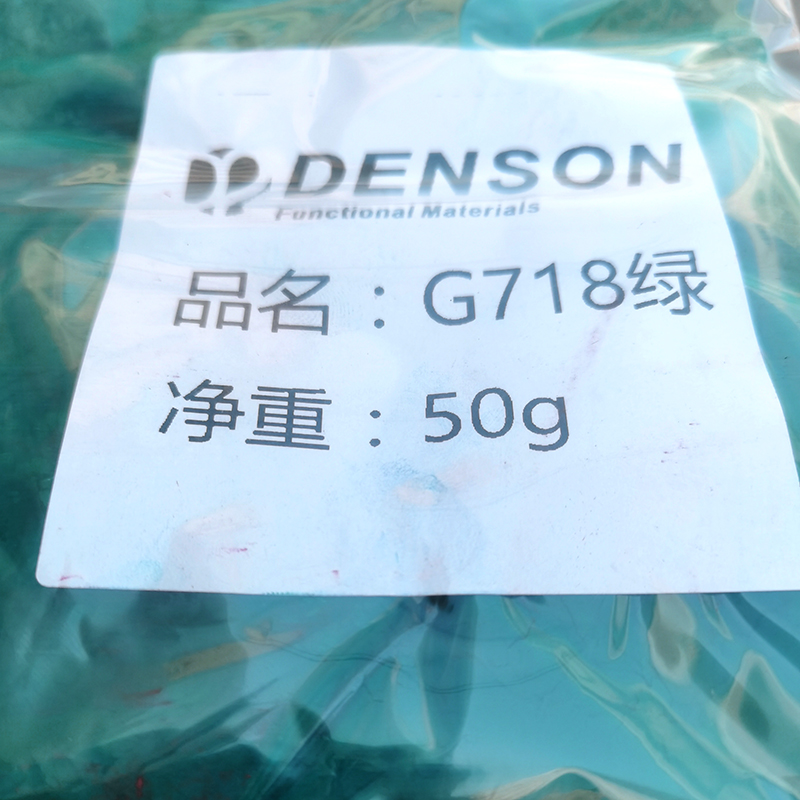 DENSON
Functional Materials
品名：G718绿
净重：50g